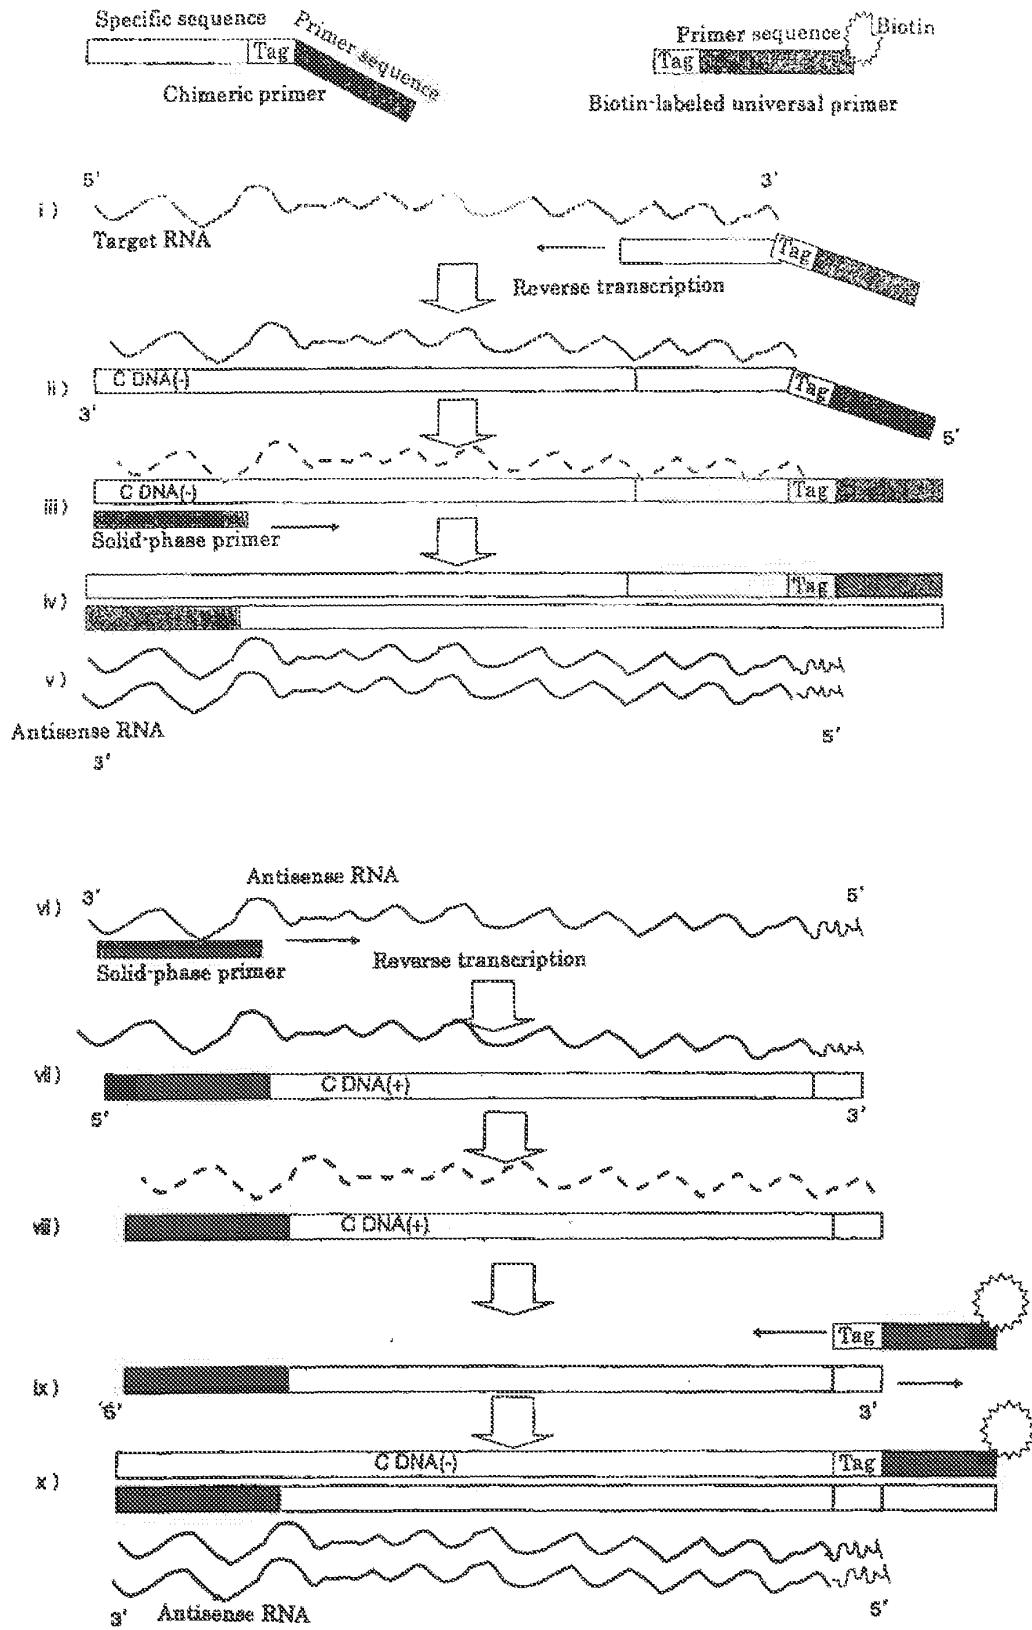 Specific sequence
Tag
Primer sequence
Chimeric primer
Primer sequence
Biotin
Tag
Biotin-labeled universal primer
5'
3'
i)
Target RNA
Tag
Reverse transcription
ii)
C DNA(-)
Tag
3'
5'
C DNA(-)
Tag
iii)
Solid-phase primer
Tag
iv)
v)
Antisense RNA
5'
3'
Antisense RNA
3'
5'
vi)
Solid-phase primer
Reverse transcription
vii)
C DNA(+)
5'
3'
viii)
C DNA(+)
Tag
ix)
'5'
3'
C DNA(-)
Tag
x)
3'
Antisense RNA
5'